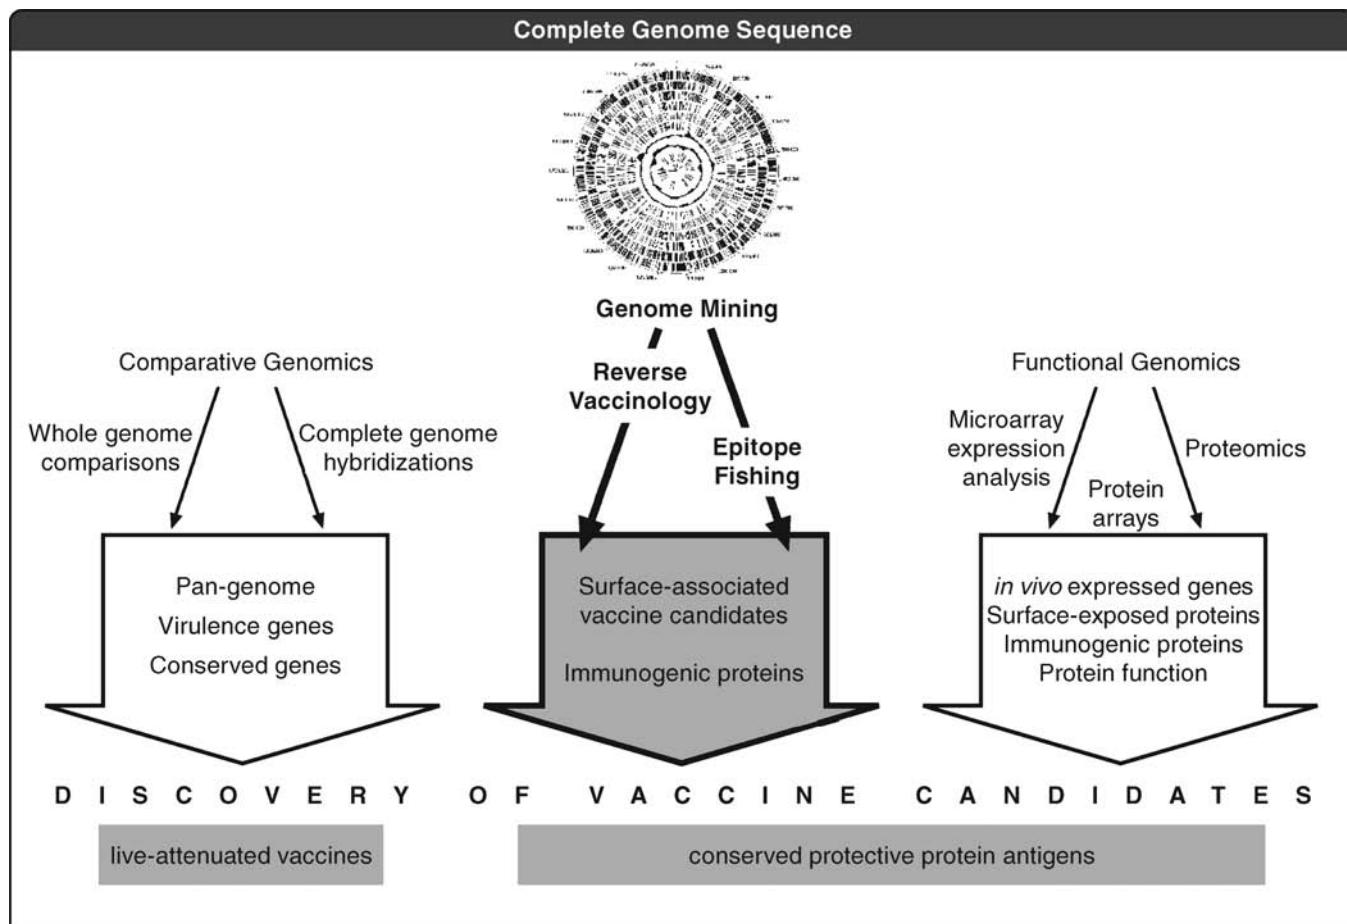 Complete Genome Sequence
Genome Mining
Comparative Genomics
Whole genome
comparisons
Complete genome
hybridizations
Pan-genome
Virulence genes
Conserved genes
Reverse
Vaccinology
Epitope
Fishing
Surface-associated
vaccine candidates
Immunogenic proteins
Functional Genomics
Microarray
expression
analysis
Protein
arrays
Proteomics
in vivo expressed genes
Surface-exposed proteins
Immunogenic proteins
Protein function
DISCOVERY OF VACCINE CANDIDATES
live-attenuated vaccines
conserved protective protein antigens